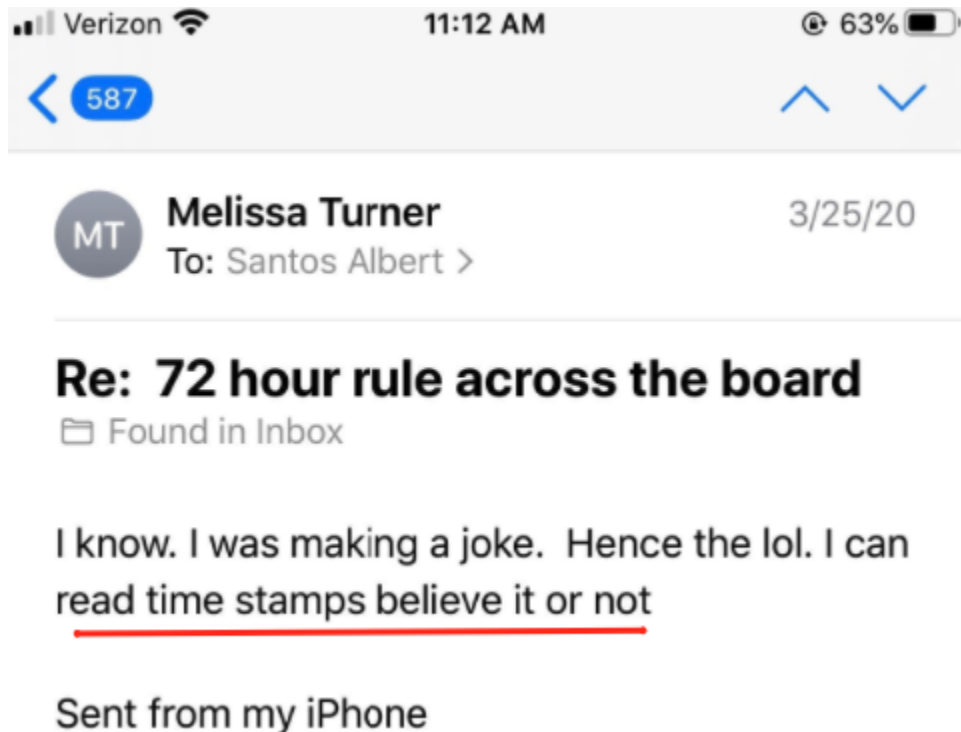 Verizon 11:12 AM 63%
587
MT Melissa Turner 3/25/20
To: Santos Albert >
Re: 72 hour rule across the board
Found in Inbox
I know. I was making a joke. Hence the lol. I can
read time stamps believe it or not
Sent from my iPhone